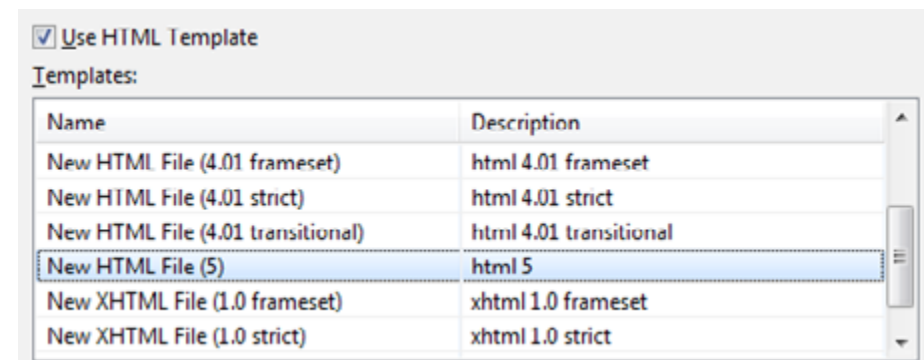 Use HTML Template
Templates:
Name Description
New HTML File (4.01 frameset) html 4.01 frameset
New HTML File (4.01 strict) html 4.01 strict
New HTML File (4.01 transitional) html 4.01 transitional
New HTML File (5) html 5
New XHTML File (1.0 frameset) xhtml 1.0 frameset
New XHTML File (1.0 strict) xhtml 1.0 strict